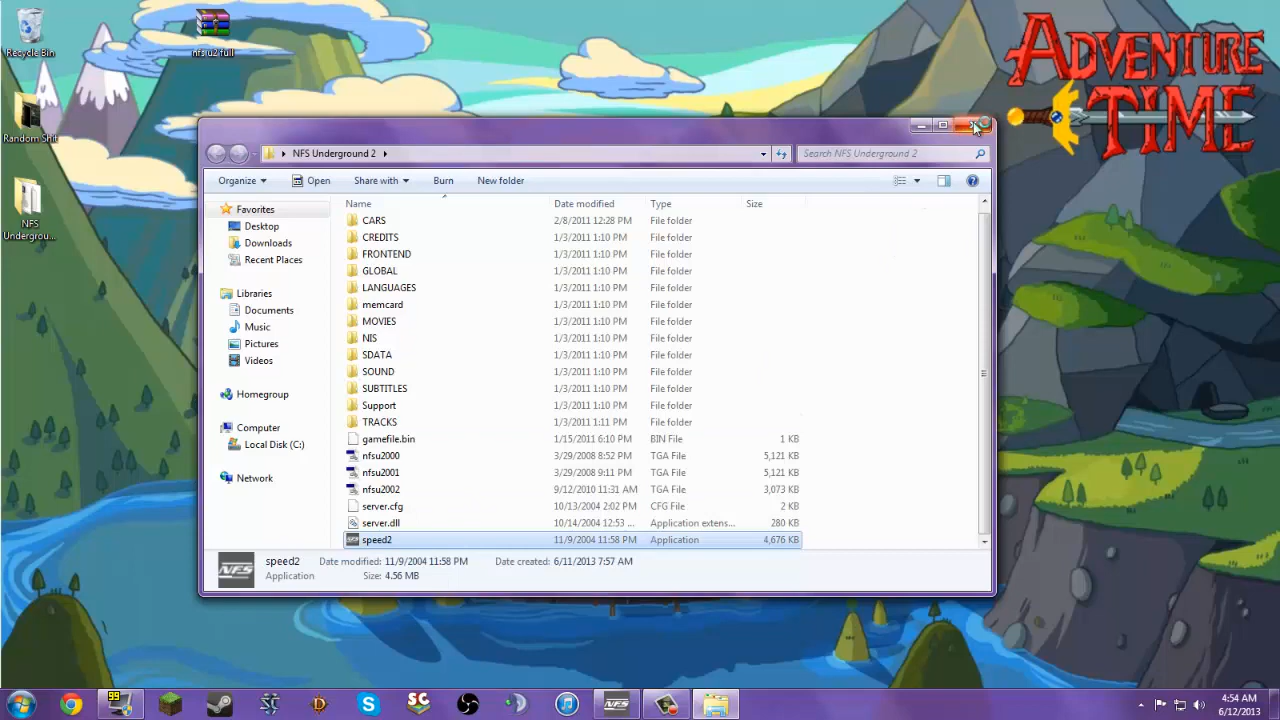 Recycle Bin
nfs u2 full
ADVENTURE
TIME
Random Shit
NFS
Undergrou...
NFS Underground 2
Search NFS Underground 2
Organize
Open
Share with
Burn
New folder
Favorites
Desktop
Downloads
Recent Places
Libraries
Documents
Music
Pictures
Videos
Homegroup
Computer
Local Disk (C:)
Network
Name Date modified Type Size
CARS 2/8/2011 12:28 PM File folder
CREDITS 1/3/2011 1:10 PM File folder
FRONTEND 1/3/2011 1:10 PM File folder
GLOBAL 1/3/2011 1:10 PM File folder
LANGUAGES 1/3/2011 1:10 PM File folder
memcard 1/3/2011 1:10 PM File folder
MOVIES 1/3/2011 1:10 PM File folder
NIS 1/3/2011 1:10 PM File folder
SDATA 1/3/2011 1:10 PM File folder
SOUND 1/3/2011 1:10 PM File folder
SUBTITLES 1/3/2011 1:10 PM File folder
Support 1/3/2011 1:10 PM File folder
TRACKS 1/3/2011 1:11 PM File folder
gamefile.bin 1/15/2011 6:10 PM BIN File 1 KB
nfsu2000 3/29/2008 8:52 PM TGA File 5,121 KB
nfsu2001 3/29/2008 9:11 PM TGA File 5,121 KB
nfsu2002 9/12/2010 11:31 AM TGA File 3,073 KB
server.cfg 10/13/2004 2:02 PM CFG File 2 KB
server.dll 10/14/2004 12:53 ... Application extens... 280 KB
speed2 11/9/2004 11:58 PM Application 4,676 KB
NFS
speed2 Date modified: 11/9/2004 11:58 PM Date created: 6/11/2013 7:57 AM
Application Size: 4.56 MB
99
SC
NFS
4:54 AM
6/12/2013